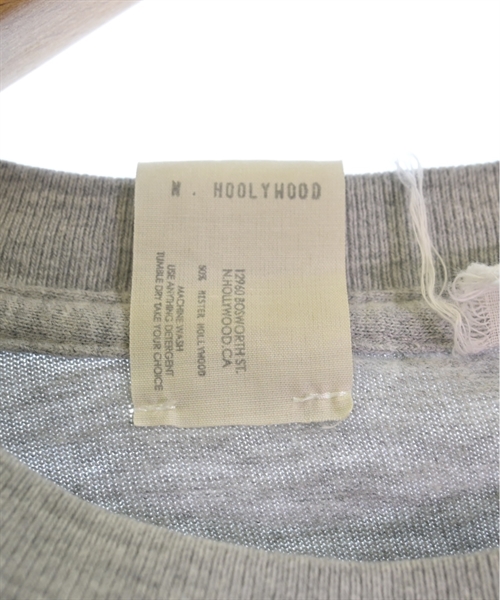 N. HOOLYWOOD
12960 BOSWORTH ST.
N.HOLLYWOOD.CA
50% MISTER HOLLYWOOD
MACHINE WASH
USE ANYTHING DETERGENT
TUMBLE DRY TAKE YOUR CHOICE